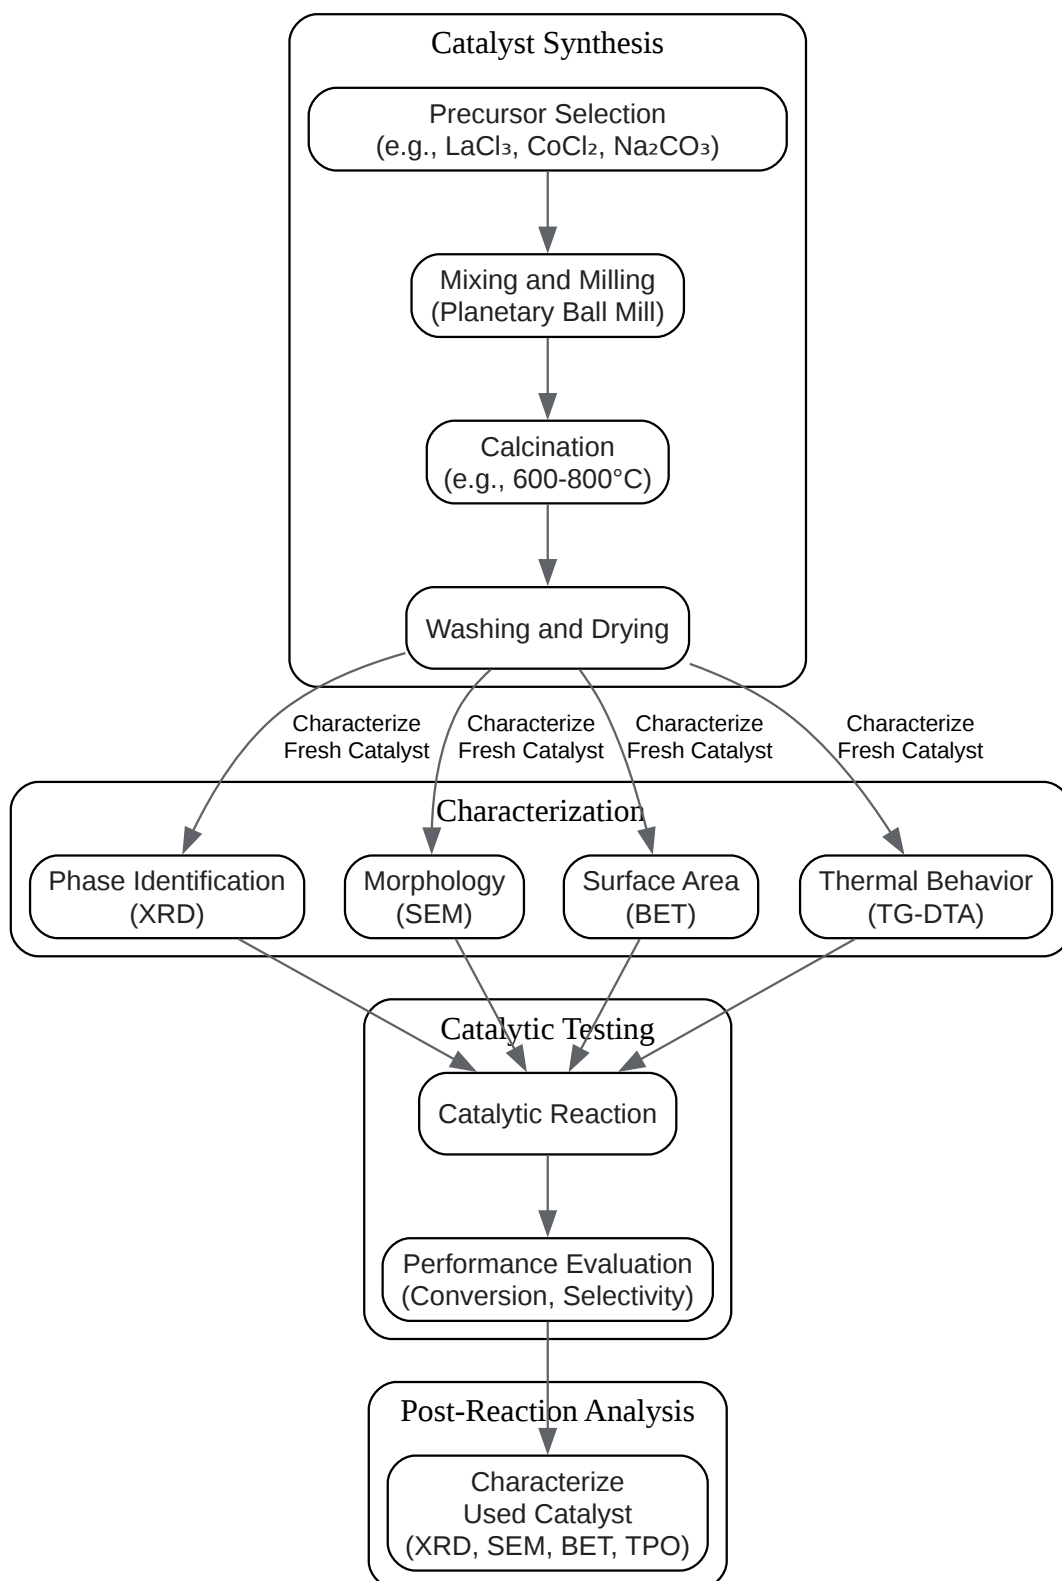 Catalyst Synthesis
Precursor Selection
(e.g., LaCl₃, CoCl₂, Na₂CO₃)
Mixing and Milling
(Planetary Ball Mill)
Calcination
(e.g., 600-800°C)
Washing and Drying
Characterize
Fresh Catalyst
Characterize
Fresh Catalyst
Characterize
Fresh Catalyst
Characterize
Fresh Catalyst
Characterization
Phase Identification
(XRD)
Morphology
(SEM)
Surface Area
(BET)
Thermal Behavior
(TG-DTA)
Catalytic Testing
Catalytic Reaction
Performance Evaluation
(Conversion, Selectivity)
Post-Reaction Analysis
Characterize
Used Catalyst
(XRD, SEM, BET, TPO)